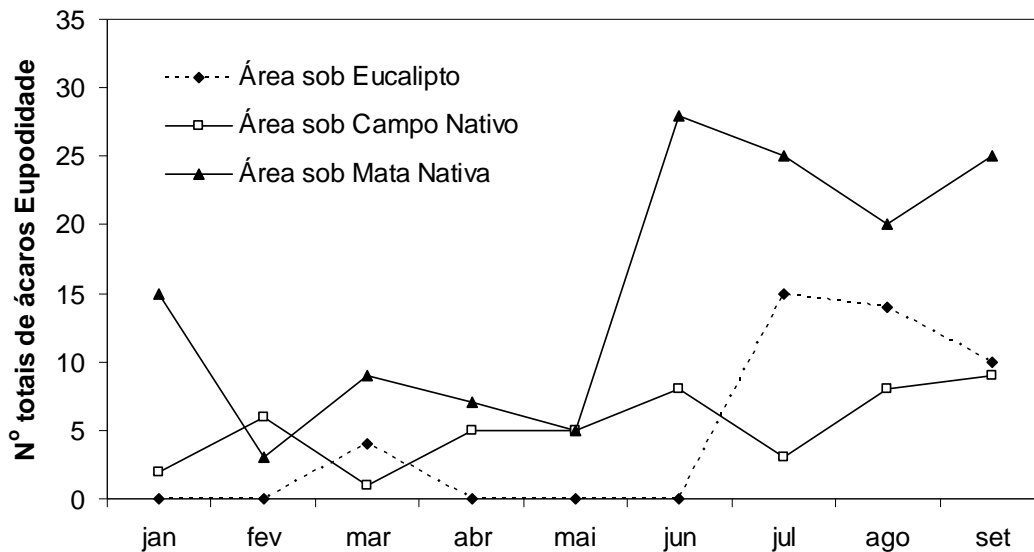 Nº totais de ácaros Eupodidade
35
30
25
20
15
10
5
0
Área sob Eucalipto
Área sob Campo Nativo
Área sob Mata Nativa
jan fev mar abr mai jun jul ago set